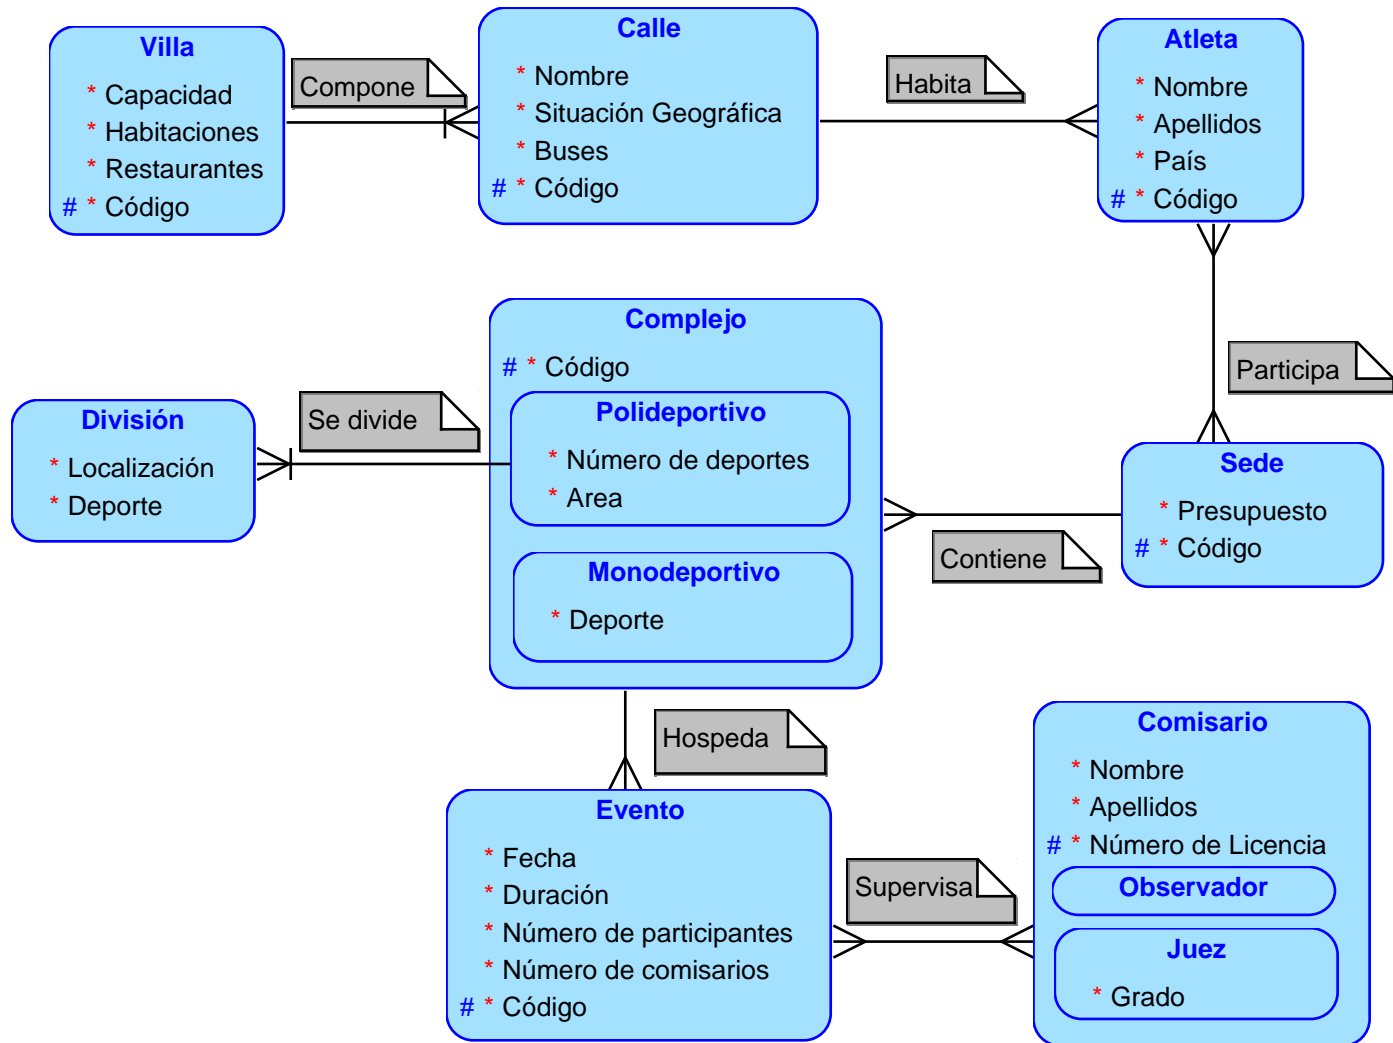 Villa
* Capacidad
* Habitaciones
* Restaurantes
# * Código
Compone
Calle
* Nombre
* Situación Geográfica
* Buses
# * Código
Habita
Atleta
* Nombre
* Apellidos
* País
# * Código
Participa
División
* Localización
* Deporte
Se divide
Complejo
# * Código
Polideportivo
* Número de deportes
* Area
Monodeportivo
* Deporte
Contiene
Sede
* Presupuesto
# * Código
Hospeda
Evento
* Fecha
* Duración
* Número de participantes
* Número de comisarios
# * Código
Supervisa
Comisario
* Nombre
* Apellidos
# * Número de Licencia
Observador
Juez
* Grado